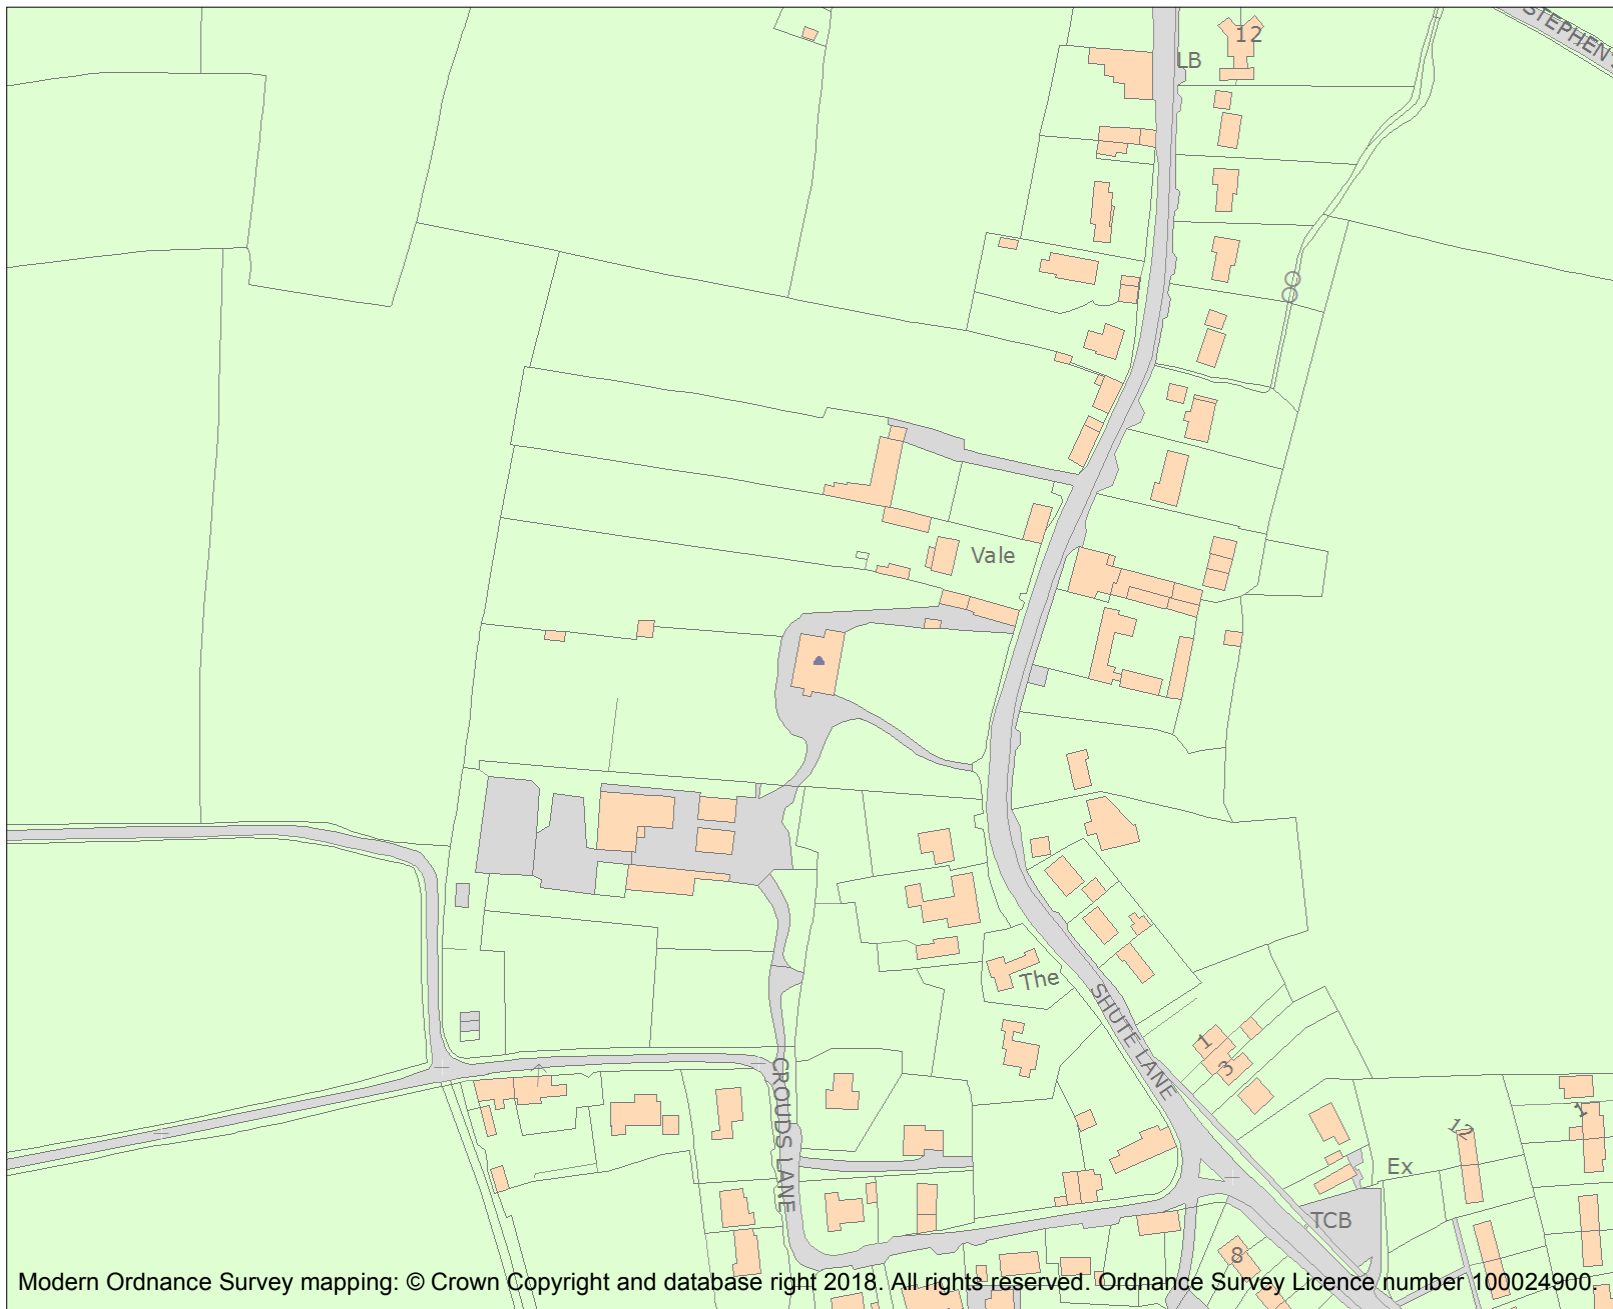 STEPHEN'S
12
LB
Vale
The
SHUTE LANE
1
3
CROUDS LANE
12
1
Ex
TCB
8
Modern Ordnance Survey mapping: © Crown Copyright and database right 2018. All rights reserved. Ordnance Survey Licence number 100024900.